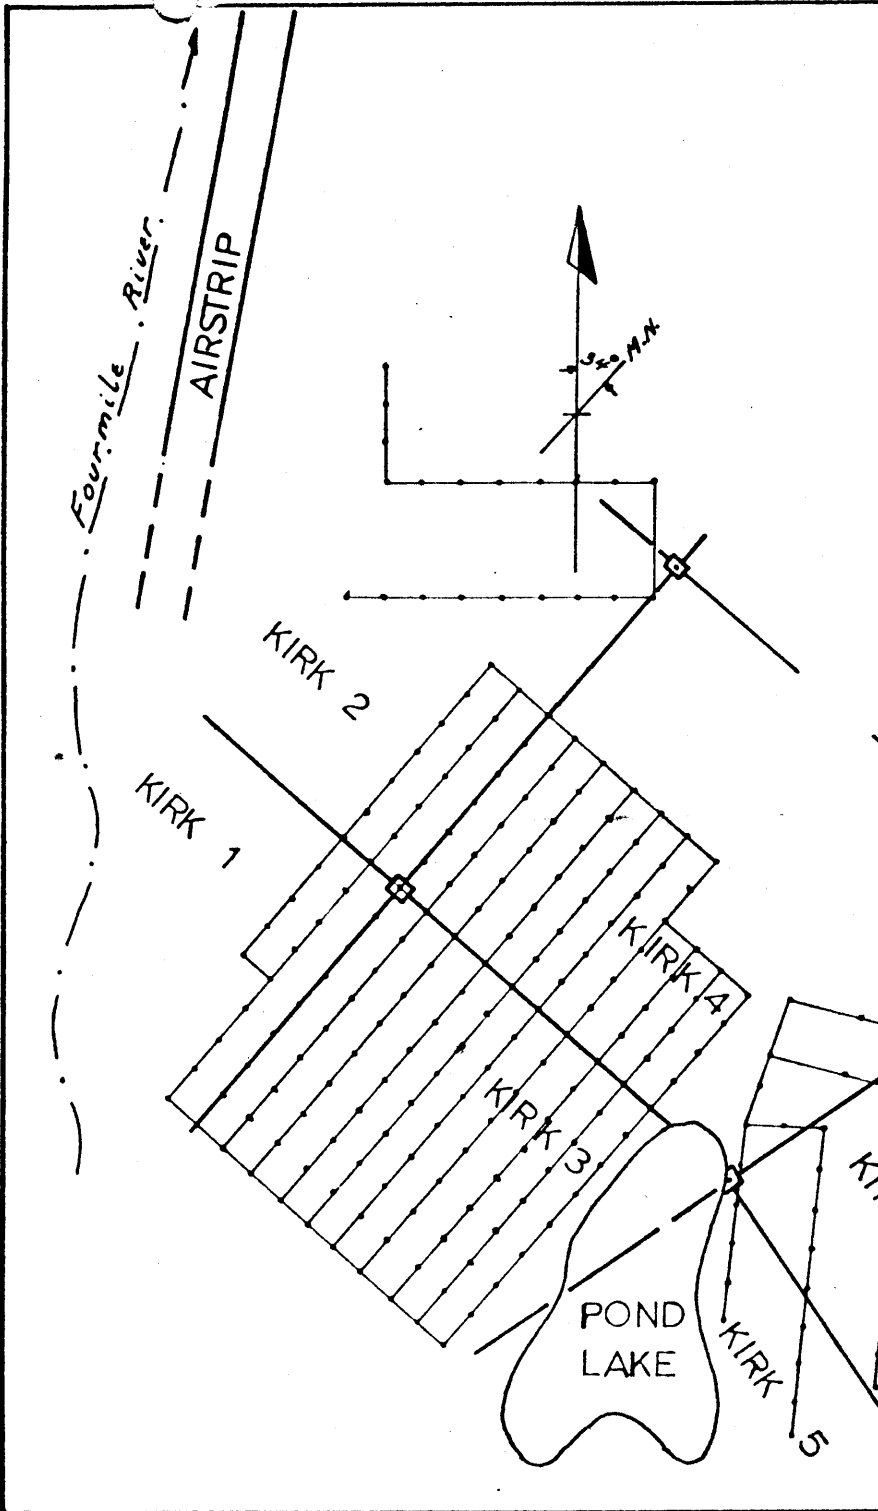 Fourmile River.
AIRSTRIP
34° M.N.
KIRK 2
KIRK 1
KIRK 4
KIRK 3
POND
LAKE
KIRK 5